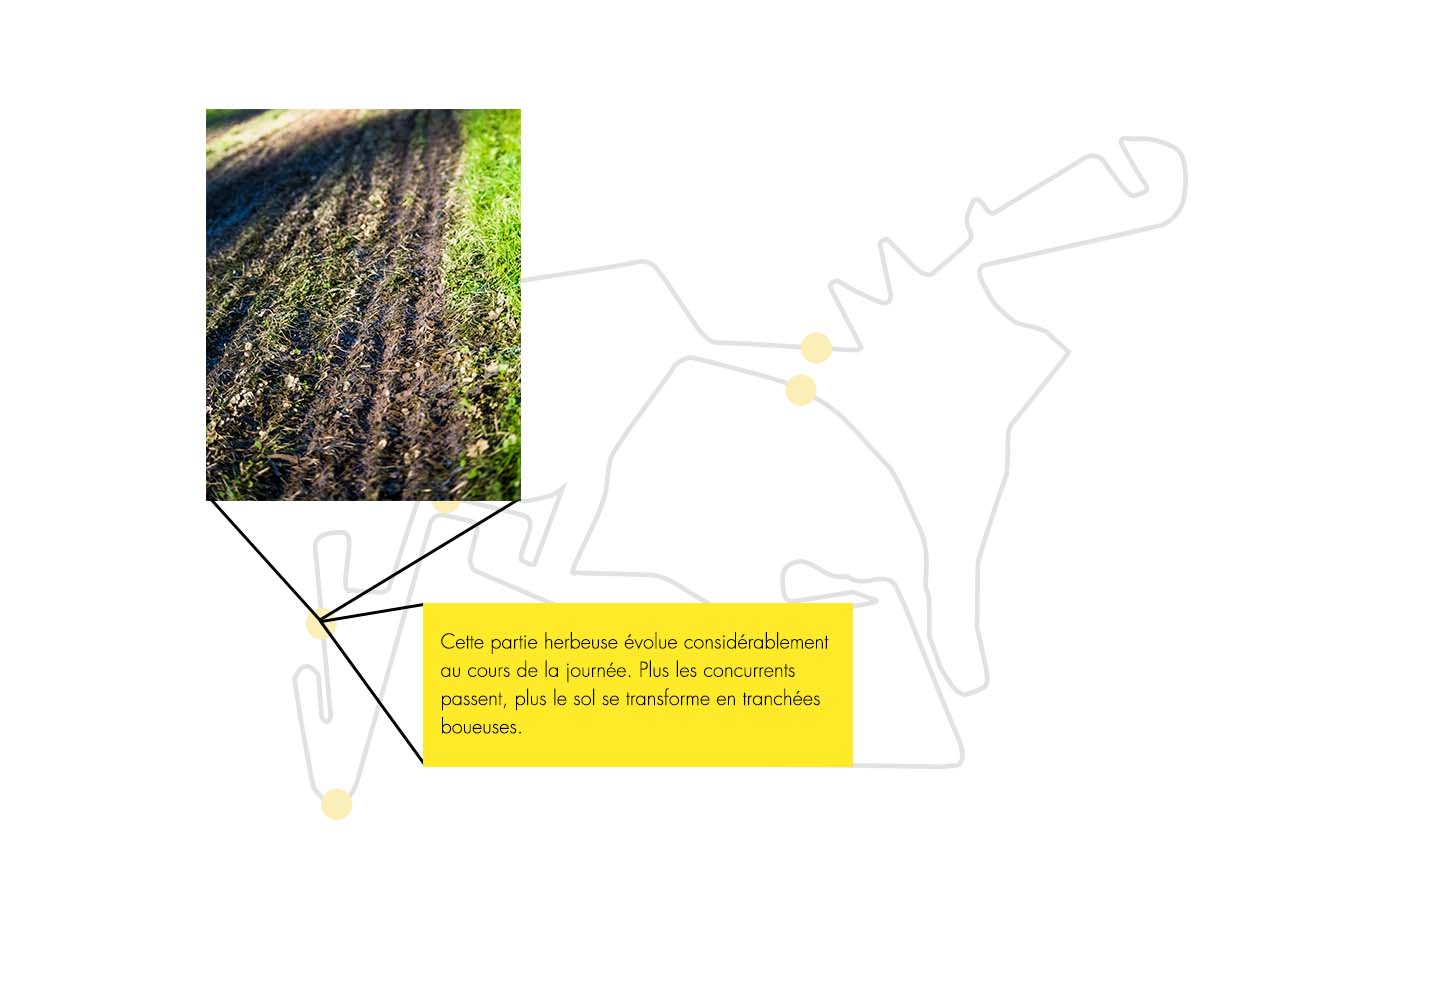 Cette partie herbeuse évolue considérablement
au cours de la journée. Plus les concurrents
passent, plus le sol se transforme en tranchées
boueuses.